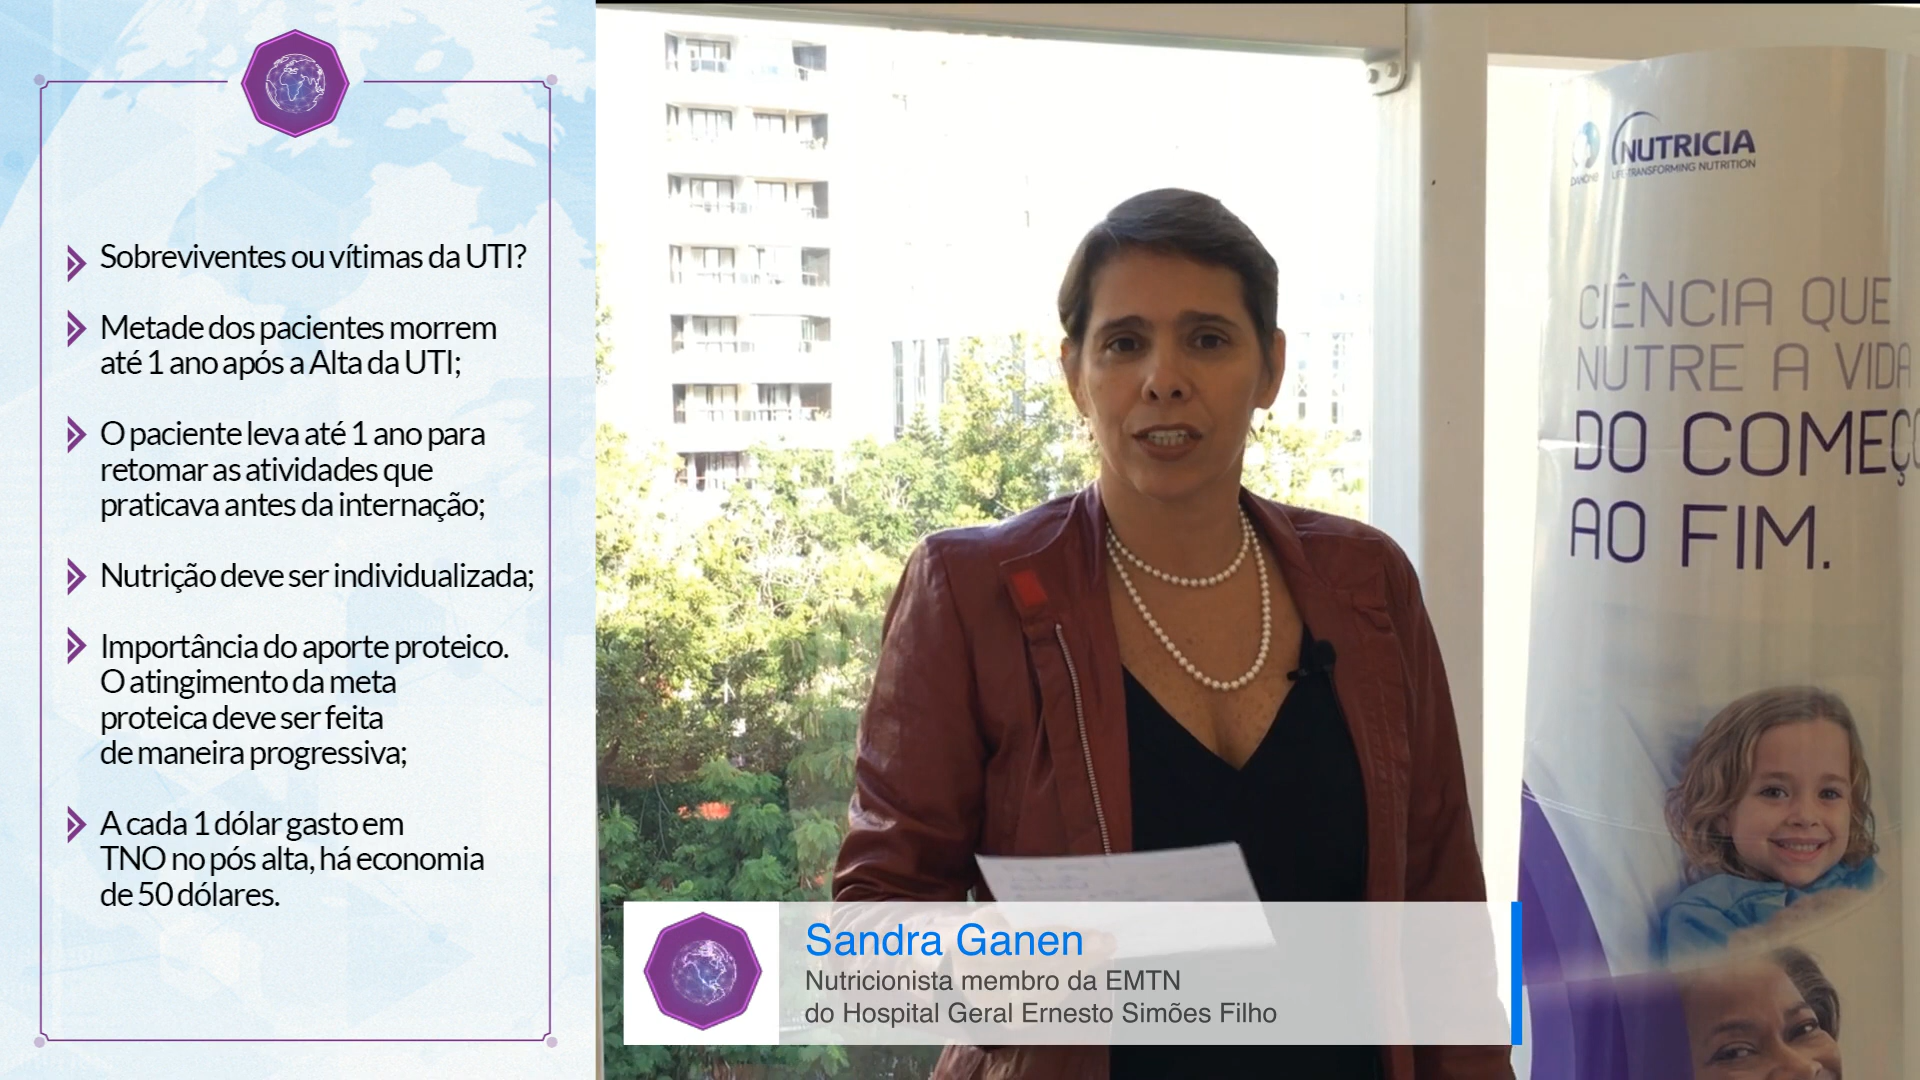 Sobreviventes ou vítimas da UTI?
Metade dos pacientes morrem
até 1 ano após a Alta da UTI;
O paciente leva até 1 ano para
retomar as atividades que
praticava antes da internação;
Nutrição deve ser individualizada;
Importância do aporte proteico.
O atingimento da meta
proteica deve ser feita
de maneira progressiva;
A cada 1 dólar gasto em
TNO no pós alta, há economia
de 50 dólares.
DANONE
NUTRICIA
LIFE-TRANSFORMING NUTRITION
CIÊNCIA QUE
NUTRE A VIDA
DO COMEÇO
AO FIM.
Sandra Ganen
Nutricionista membro da EMTN
do Hospital Geral Ernesto Simões Filho